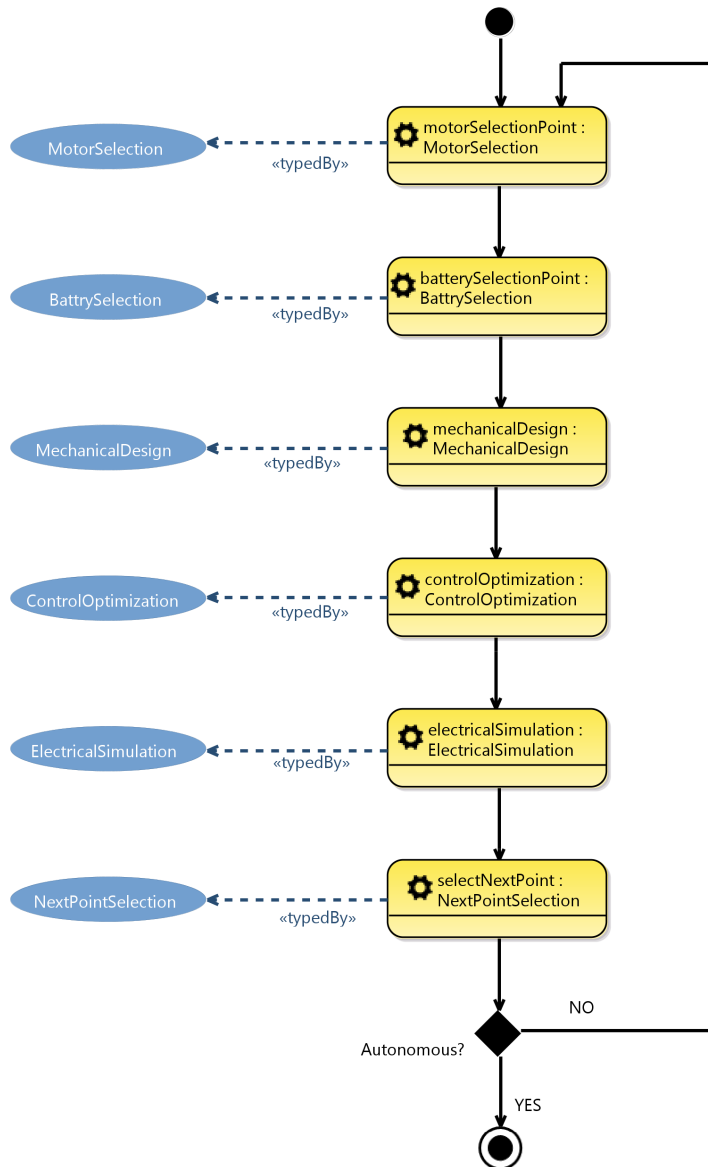 motorSelectionPoint :
MotorSelection
MotorSelection
«typedBy»
batterySelectionPoint :
BattrySelection
BattrySelection
«typedBy»
mechanicalDesign :
MechanicalDesign
MechanicalDesign
«typedBy»
controlOptimization :
ControlOptimization
ControlOptimization
«typedBy»
electricalSimulation :
ElectricalSimulation
ElectricalSimulation
«typedBy»
selectNextPoint :
NextPointSelection
NextPointSelection
«typedBy»
NO
Autonomous?
YES